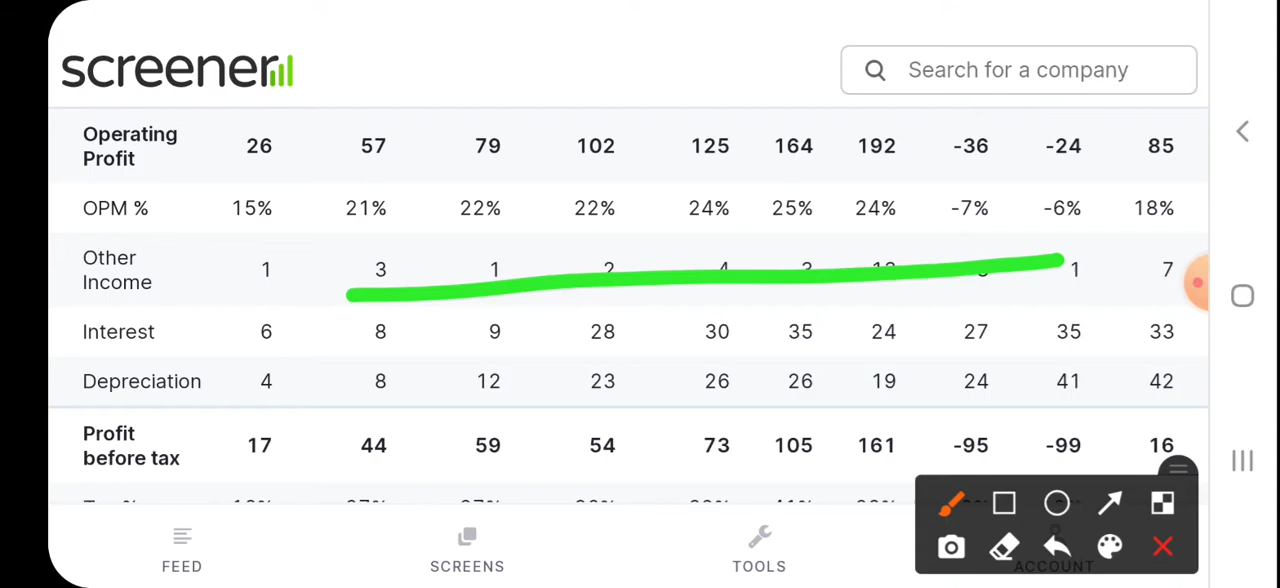 screener
Search for a company
Operating Profit 26 57 79 102 125 164 192 -36 -24 85
OPM % 15% 21% 22% 22% 24% 25% 24% -7% -6% 18%
Other Income 1 3 1 2 1 7
Interest 6 8 9 28 30 35 24 27 35 33
Depreciation 4 8 12 23 26 26 19 24 41 42
Profit before tax 17 44 59 54 73 105 161 -95 -99 16
FEED SCREENS TOOLS ACCOUNT